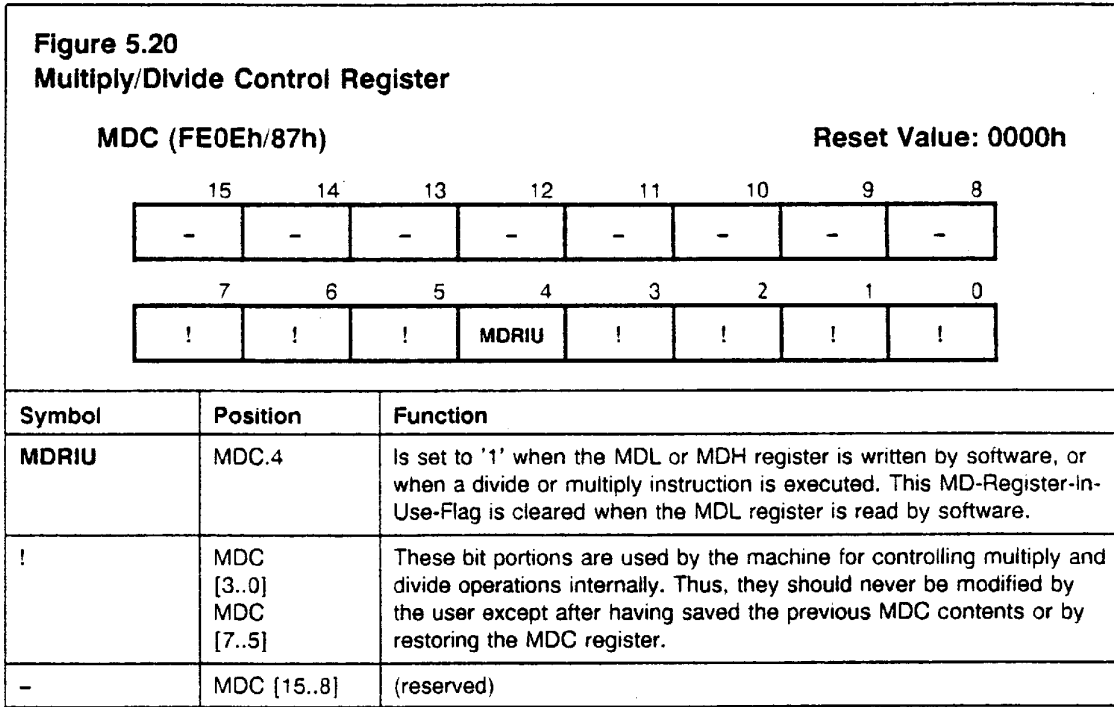 Figure 5.20
Multiply/Divide Control Register
MDC (FE0Eh/87h) Reset Value: 0000h
15 14 13 12 11 10 9 8
– – – – – – – –
7 6 5 4 3 2 1 0
! ! ! MDRIU ! ! ! !
Symbol Position Function
MDRIU MDC.4 Is set to '1' when the MDL or MDH register is written by software, or
when a divide or multiply instruction is executed. This MD-Register-In-
Use-Flag is cleared when the MDL register is read by software.
! MDC These bit portions are used by the machine for controlling multiply and
[3..0] divide operations internally. Thus, they should never be modified by
MDC the user except after having saved the previous MDC contents or by
[7..5] restoring the MDC register.
– MDC [15..8] (reserved)